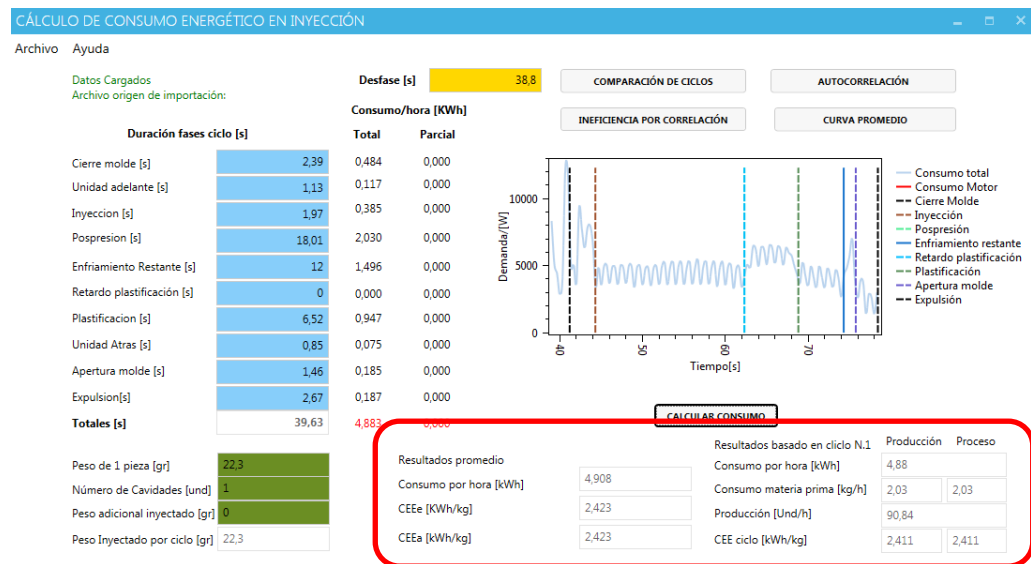 CÁLCULO DE CONSUMO ENERGÉTICO EN INYECCIÓN
Archivo Ayuda
Datos Cargados
Archivo origen de importación:
Desfase [s] 38,8
COMPARACIÓN DE CICLOS AUTOCORRELACIÓN
INEFICIENCIA POR CORRELACIÓN CURVA PROMEDIO
Consumo/hora [KWh]
Duración fases ciclo [s] Total Parcial
Cierre molde [s] 2,39 0,484 0,000
Unidad adelante [s] 1,13 0,117 0,000
Inyeccion [s] 1,97 0,385 0,000
Pospresion [s] 18,01 2,030 0,000
Enfriamiento Restante [s] 12 1,496 0,000
Retardo plastificación [s] 0 0,000 0,000
Plastificacion [s] 6,52 0,947 0,000
Unidad Atras [s] 0,85 0,075 0,000
Apertura molde [s] 1,46 0,185 0,000
Expulsion[s] 2,67 0,187 0,000
Totales [s] 39,63 4,883 0,000
Demanda/[W]
10000
5000
0
40 50 60 70
Tiempo[s]
Consumo total
Consumo Motor
Cierre Molde
Inyección
Pospresión
Enfriamiento restante
Retardo plastificación
Plastificación
Apertura molde
Expulsión
CALCULAR CONSUMO
Peso de 1 pieza [gr] 22,3
Número de Cavidades [und] 1
Peso adicional inyectado [gr] 0
Peso Inyectado por ciclo [gr] 22,3
Resultados promedio
Consumo por hora [kWh] 4,908
CEEe [KWh/kg] 2,423
CEEa [kWh/kg] 2,423
Resultados basado en cliclo N.1 Producción Proceso
Consumo por hora [kWh] 4,88
Consumo materia prima [kg/h] 2,03 2,03
Producción [Und/h] 90,84
CEE ciclo [kWh/kg] 2,411 2,411